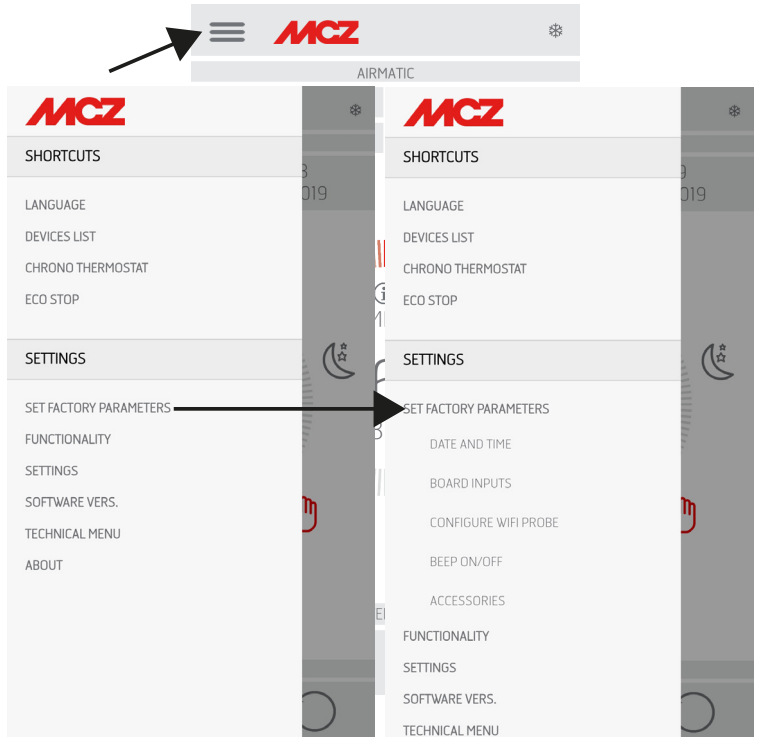 MCZ
AIRMATIC
MCZ
SHORTCUTS
LANGUAGE
DEVICES LIST
CHRONO THERMOSTAT
ECO STOP
SETTINGS
SET FACTORY PARAMETERS
FUNCTIONALITY
SETTINGS
SOFTWARE VERS.
TECHNICAL MENU
ABOUT
019
MCZ
SHORTCUTS
LANGUAGE
DEVICES LIST
CHRONO THERMOSTAT
ECO STOP
SETTINGS
SET FACTORY PARAMETERS
DATE AND TIME
BOARD INPUTS
CONFIGURE WIFI PROBE
BEEP ON/OFF
ACCESSORIES
FUNCTIONALITY
SETTINGS
SOFTWARE VERS.
TECHNICAL MENU
019